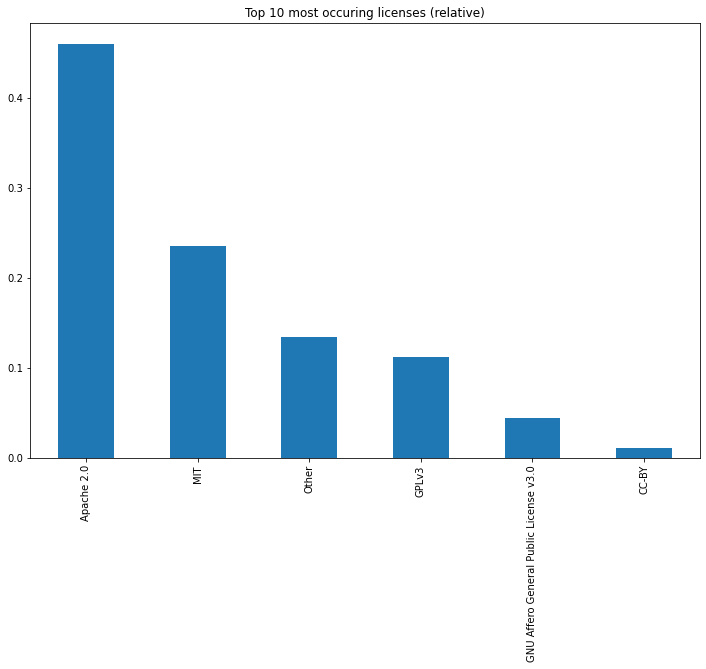 Top 10 most occuring licenses (relative)
0.4
0.3
0.2
0.1
0.0
Apache 2.0
MIT
Other
GPLv3
GNU Affero General Public License v3.0
CC-BY